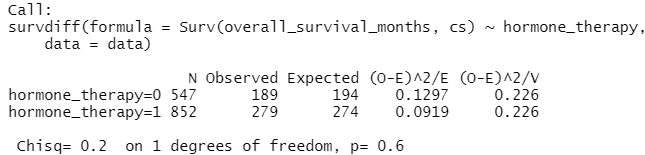 Call:
survdiff(formula = Surv(overall_survival_months, cs) ~ hormone_therapy,
    data = data)
N Observed Expected (O-E)^2/E (O-E)^2/V
hormone_therapy=0 547 189 194 0.1297 0.226
hormone_therapy=1 852 279 274 0.0919 0.226
Chisq= 0.2  on 1 degrees of freedom, p= 0.6